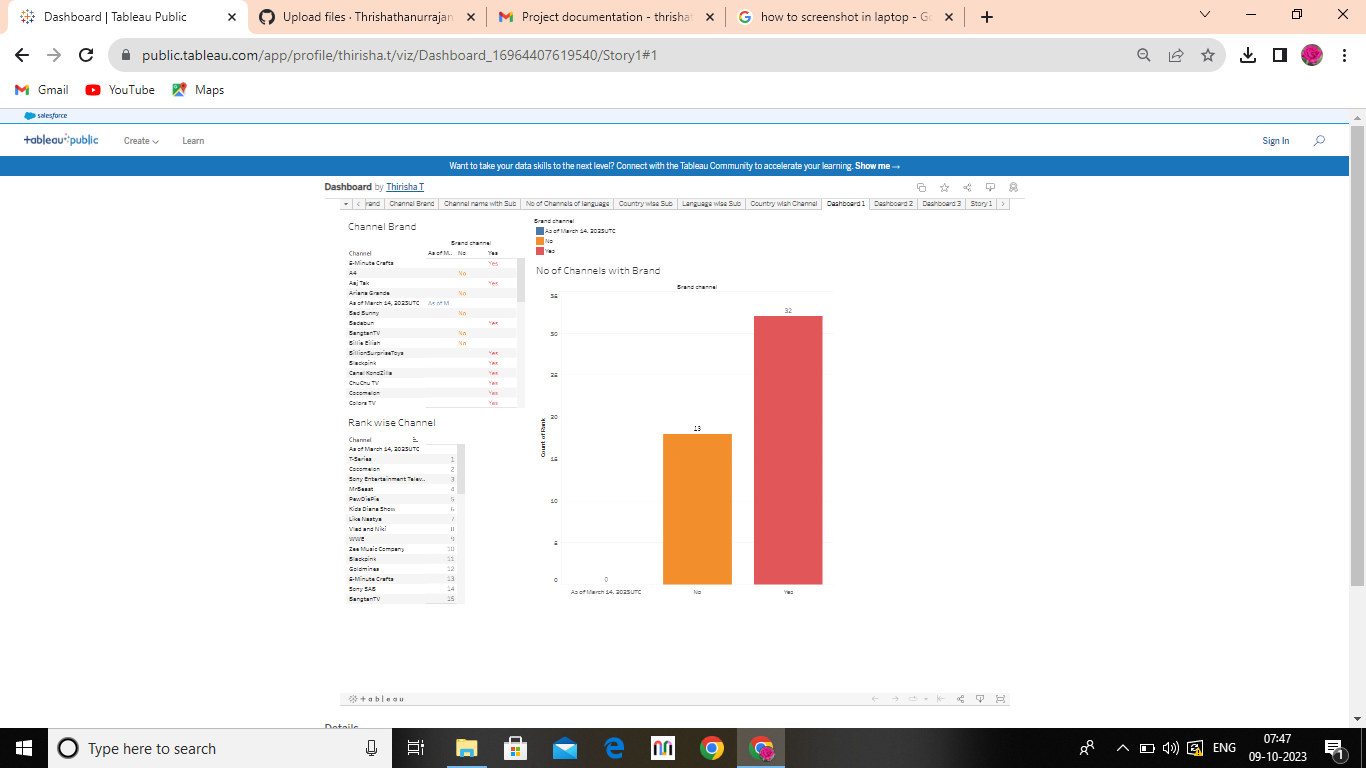 Dashboard | Tableau Public
Upload files · Thrishathanurrajan
Project documentation - thrishat
how to screenshot in laptop - Go
public.tableau.com/app/profile/thirisha.t/viz/Dashboard_16964407619540/Story1#1
Gmail YouTube Maps
salesforce
+ableau public Create Learn Sign In
Want to take your data skills to the next level? Connect with the Tableau Community to accelerate your learning. Show me →
Dashboard by Thirisha T
rand Channel Brand Channel name with Sub No of Channels of language Country wise Sub Language wise Sub Country wish Channel Dashboard 1 Dashboard 2 Dashboard 3 Story 1
Channel Brand
Brand channel
Channel As of M.. No Yes
5-Minute Crafts Yes
A4 No
Aaj Tak Yes
Ariana Grande No
As of March 14, 2023UTC As of M
Bad Bunny No
Badabun Yes
BangtanTV No
Billie Eilish No
BillionSurpriseToys Yes
Blackpink Yes
Canal KondZilla Yes
ChuChu TV Yes
Cocomelon Yes
Colors TV Yes
Rank wise Channel
Channel
As of March 14, 2023UTC
T-Series 1
Cocomelon 2
Sony Entertainment Telev.. 3
MrBeast 4
PewDiePie 5
Kids Diana Show 6
Like Nastya 7
Vlad and Niki 8
WWE 9
Zee Music Company 10
Blackpink 11
Goldmines 12
5-Minute Crafts 13
Sony SAB 14
BangtanTV 15
Brand channel
As of March 14, 2023UTC
No
Yes
No of Channels with Brand
Brand channel
35
30
25
20
15
10
5
0
Count of Rank
0
18
32
As of March 14, 2023UTC No Yes
+ a b l e a u
Details
Type here to search
ENG
07:47
09-10-2023
1